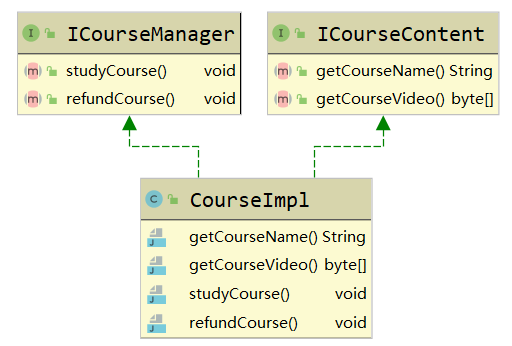 I ICourseManager
m studyCourse() void
m refundCourse() void
I ICourseContent
m getCourseName() String
m getCourseVideo() byte[]
C CourseImpl
J getCourseName() String
J getCourseVideo() byte[]
J studyCourse() void
J refundCourse() void